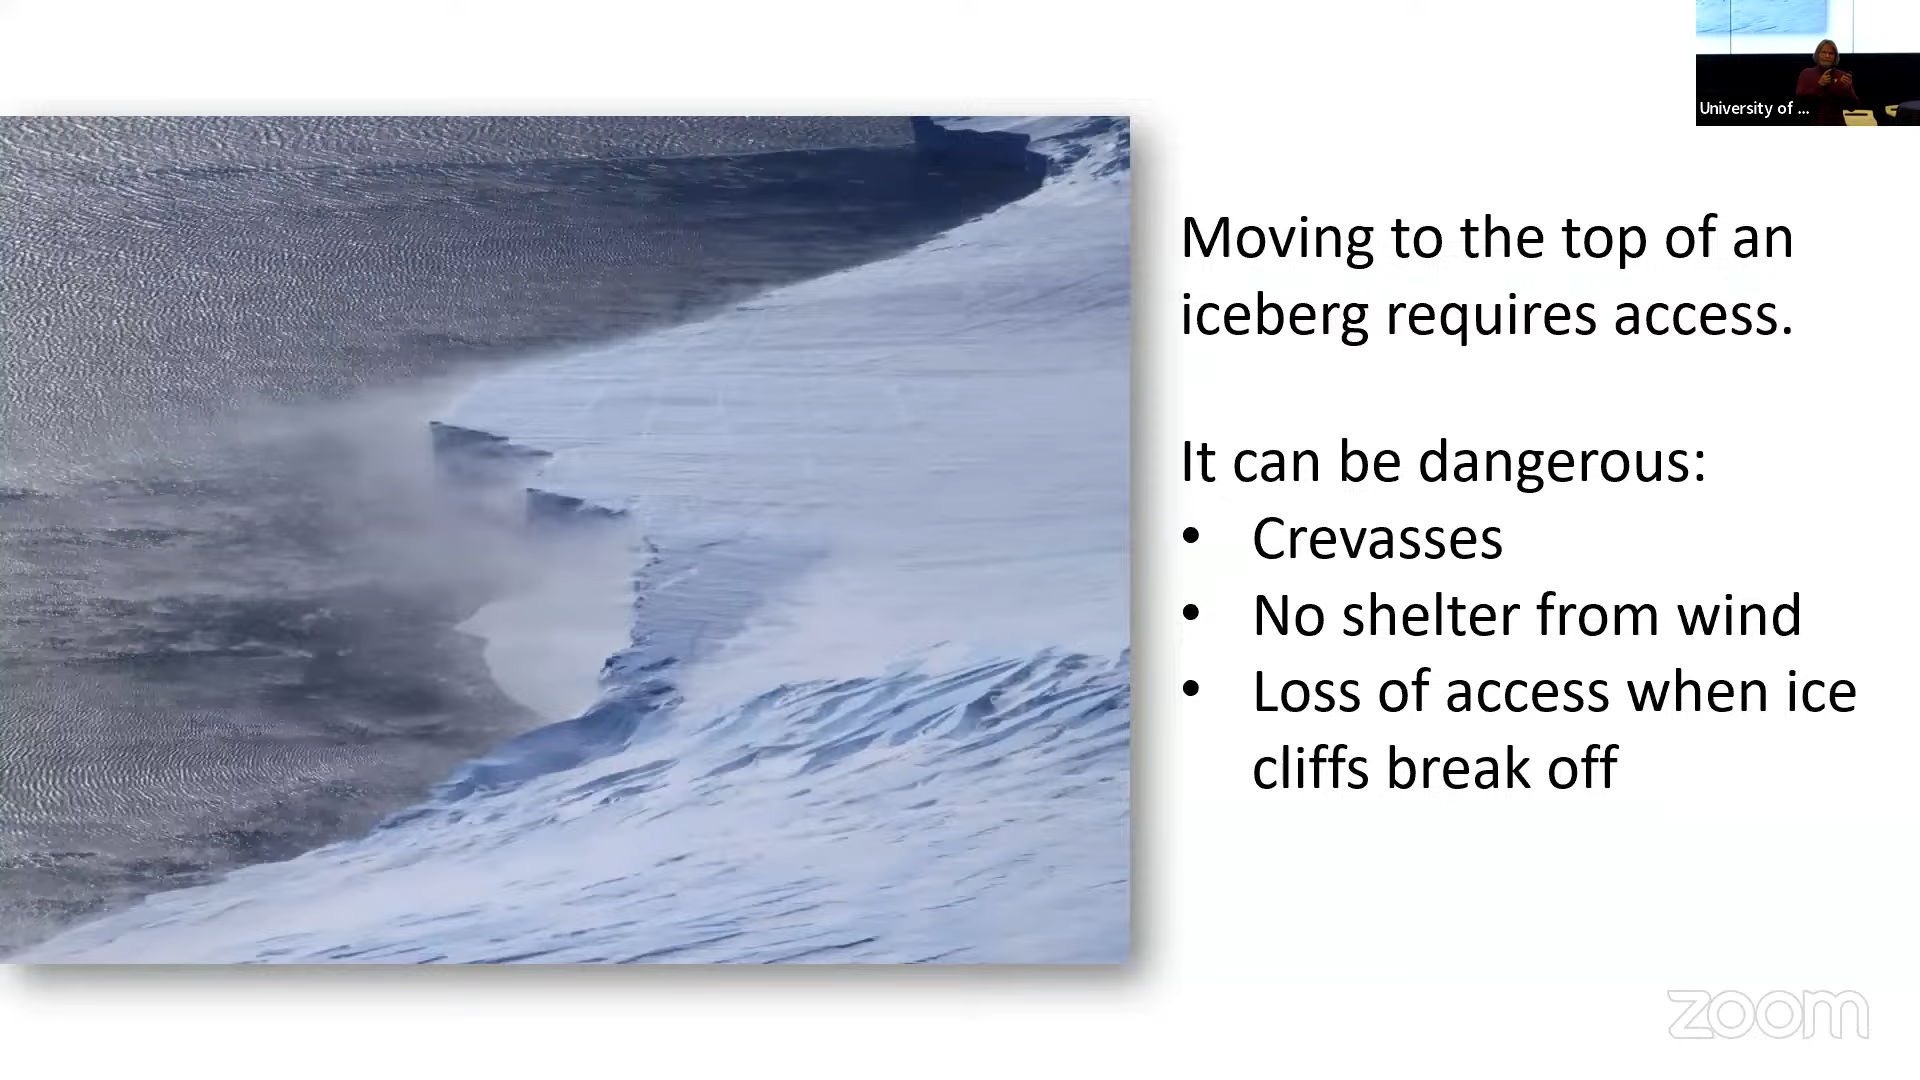 University of ...
Moving to the top of an
iceberg requires access.
It can be dangerous:
• Crevasses
• No shelter from wind
• Loss of access when ice
cliffs break off
zoom